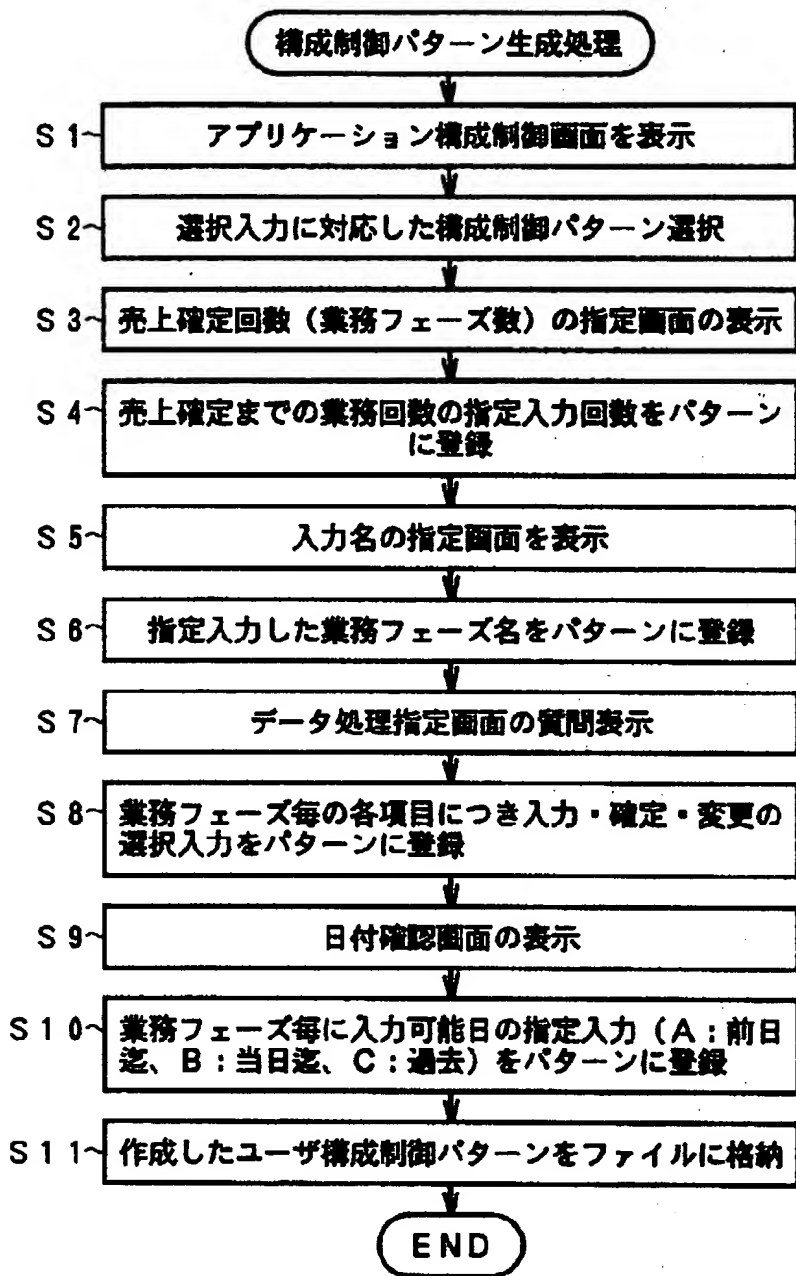 構成制御パターン生成処理
S1~ アプリケーション構成制御画面を表示
S2~ 選択入力に対応した構成制御パターン選択
S3~ 売上確定回数（業務フェーズ数）の指定画面の表示
S4~ 売上確定までの業務回数の指定入力回数をパターン
に登録
S5~ 入力名の指定画面を表示
S6~ 指定入力した業務フェーズ名をパターンに登録
S7~ データ処理指定画面の質問表示
S8~ 業務フェーズ毎の各項目につき入力・確定・変更の
選択入力をパターンに登録
S9~ 日付確認画面の表示
S10~ 業務フェーズ毎に入力可能日の指定入力（A：前日
迄、B：当日迄、C：過去）をパターンに登録
S11~ 作成したユーザ構成制御パターンをファイルに格納
END